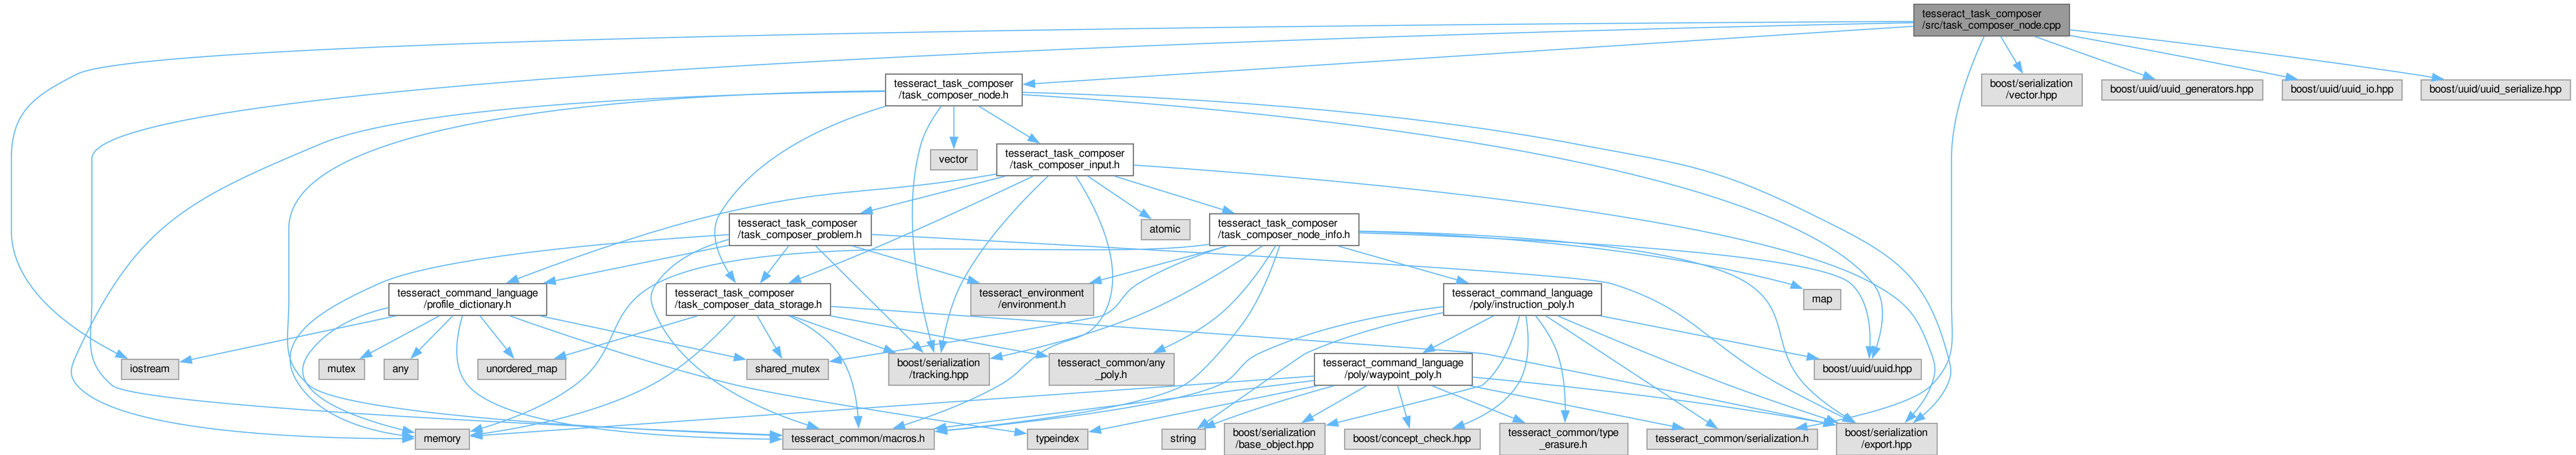 tesseract_task_composer
/src/task_composer_node.cpp
tesseract_task_composer
/task_composer_node.h
boost/serialization
/vector.hpp
boost/uuid/uuid_generators.hpp
boost/uuid/uuid_io.hpp
boost/uuid/uuid_serialize.hpp
vector
tesseract_task_composer
/task_composer_input.h
tesseract_task_composer
/task_composer_problem.h
atomic
tesseract_task_composer
/task_composer_node_info.h
tesseract_command_language
/profile_dictionary.h
tesseract_task_composer
/task_composer_data_storage.h
tesseract_environment
/environment.h
tesseract_command_language
/poly/instruction_poly.h
map
iostream
mutex
any
unordered_map
shared_mutex
boost/serialization
/tracking.hpp
tesseract_common/any
_poly.h
tesseract_command_language
/poly/waypoint_poly.h
boost/uuid/uuid.hpp
memory
tesseract_common/macros.h
typeindex
string
boost/serialization
/base_object.hpp
boost/concept_check.hpp
tesseract_common/type
_erasure.h
tesseract_common/serialization.h
boost/serialization
/export.hpp